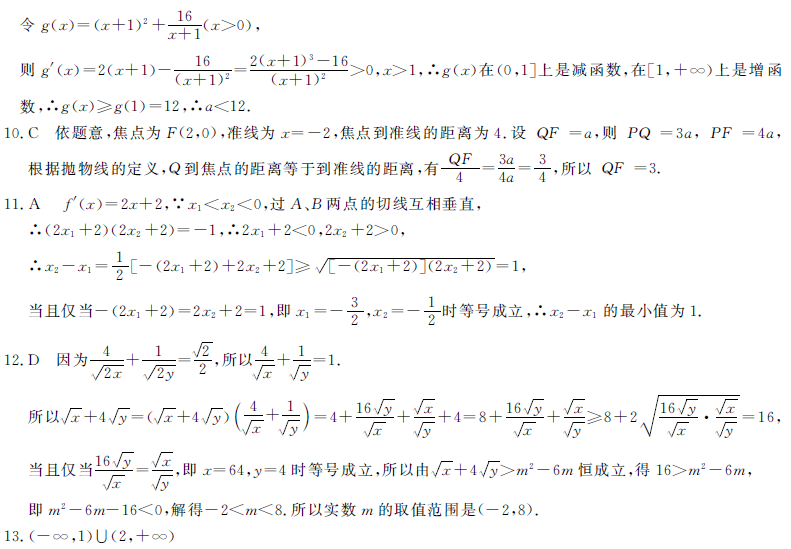 令 g(x)=(x+1)²+16/(x+1)(x>0),
则 g′(x)=2(x+1)-16/(x+1)²=(2(x+1)³-16)/(x+1)²>0,x>1,∴g(x)在(0,1]上是减函数,在[1,+∞)上是增函
数,∴g(x)≥g(1)=12,∴a<12.
10.C 依题意,焦点为 F(2,0),准线为 x=-2,焦点到准线的距离为 4.设 QF =a,则 PQ =3a, PF =4a,
根据抛物线的定义,Q到焦点的距离等于到准线的距离,有QF/4=3a/4a=3/4,所以 QF =3.
11.A f′(x)=2x+2,∵x₁<x₂<0,过 A、B 两点的切线互相垂直,
∴(2x₁+2)(2x₂+2)=-1,∴2x₁+2<0,2x₂+2>0,
∴x₂-x₁=1/2[-(2x₁+2)+2x₂+2]≥√([-(2x₁+2)](2x₂+2))=1,
当且仅当-(2x₁+2)=2x₂+2=1,即 x₁=-3/2,x₂=-1/2时等号成立,∴x₂-x₁ 的最小值为 1.
12.D 因为4/√(2x)+1/√(2y)=√2/2,所以4/√x+1/√y=1.
所以√x+4√y=(√x+4√y)(4/√x+1/√y)=4+16√y/√x+√x/√y+4=8+16√y/√x+√x/√y≥8+2√(16√y/√x·√x/√y)=16,
当且仅当16√y/√x=√x/√y,即 x=64,y=4 时等号成立,所以由√x+4√y>m²-6m 恒成立,得 16>m²-6m,
即 m²-6m-16<0,解得-2<m<8.所以实数 m 的取值范围是(-2,8).
13.(-∞,1)∪(2,+∞)